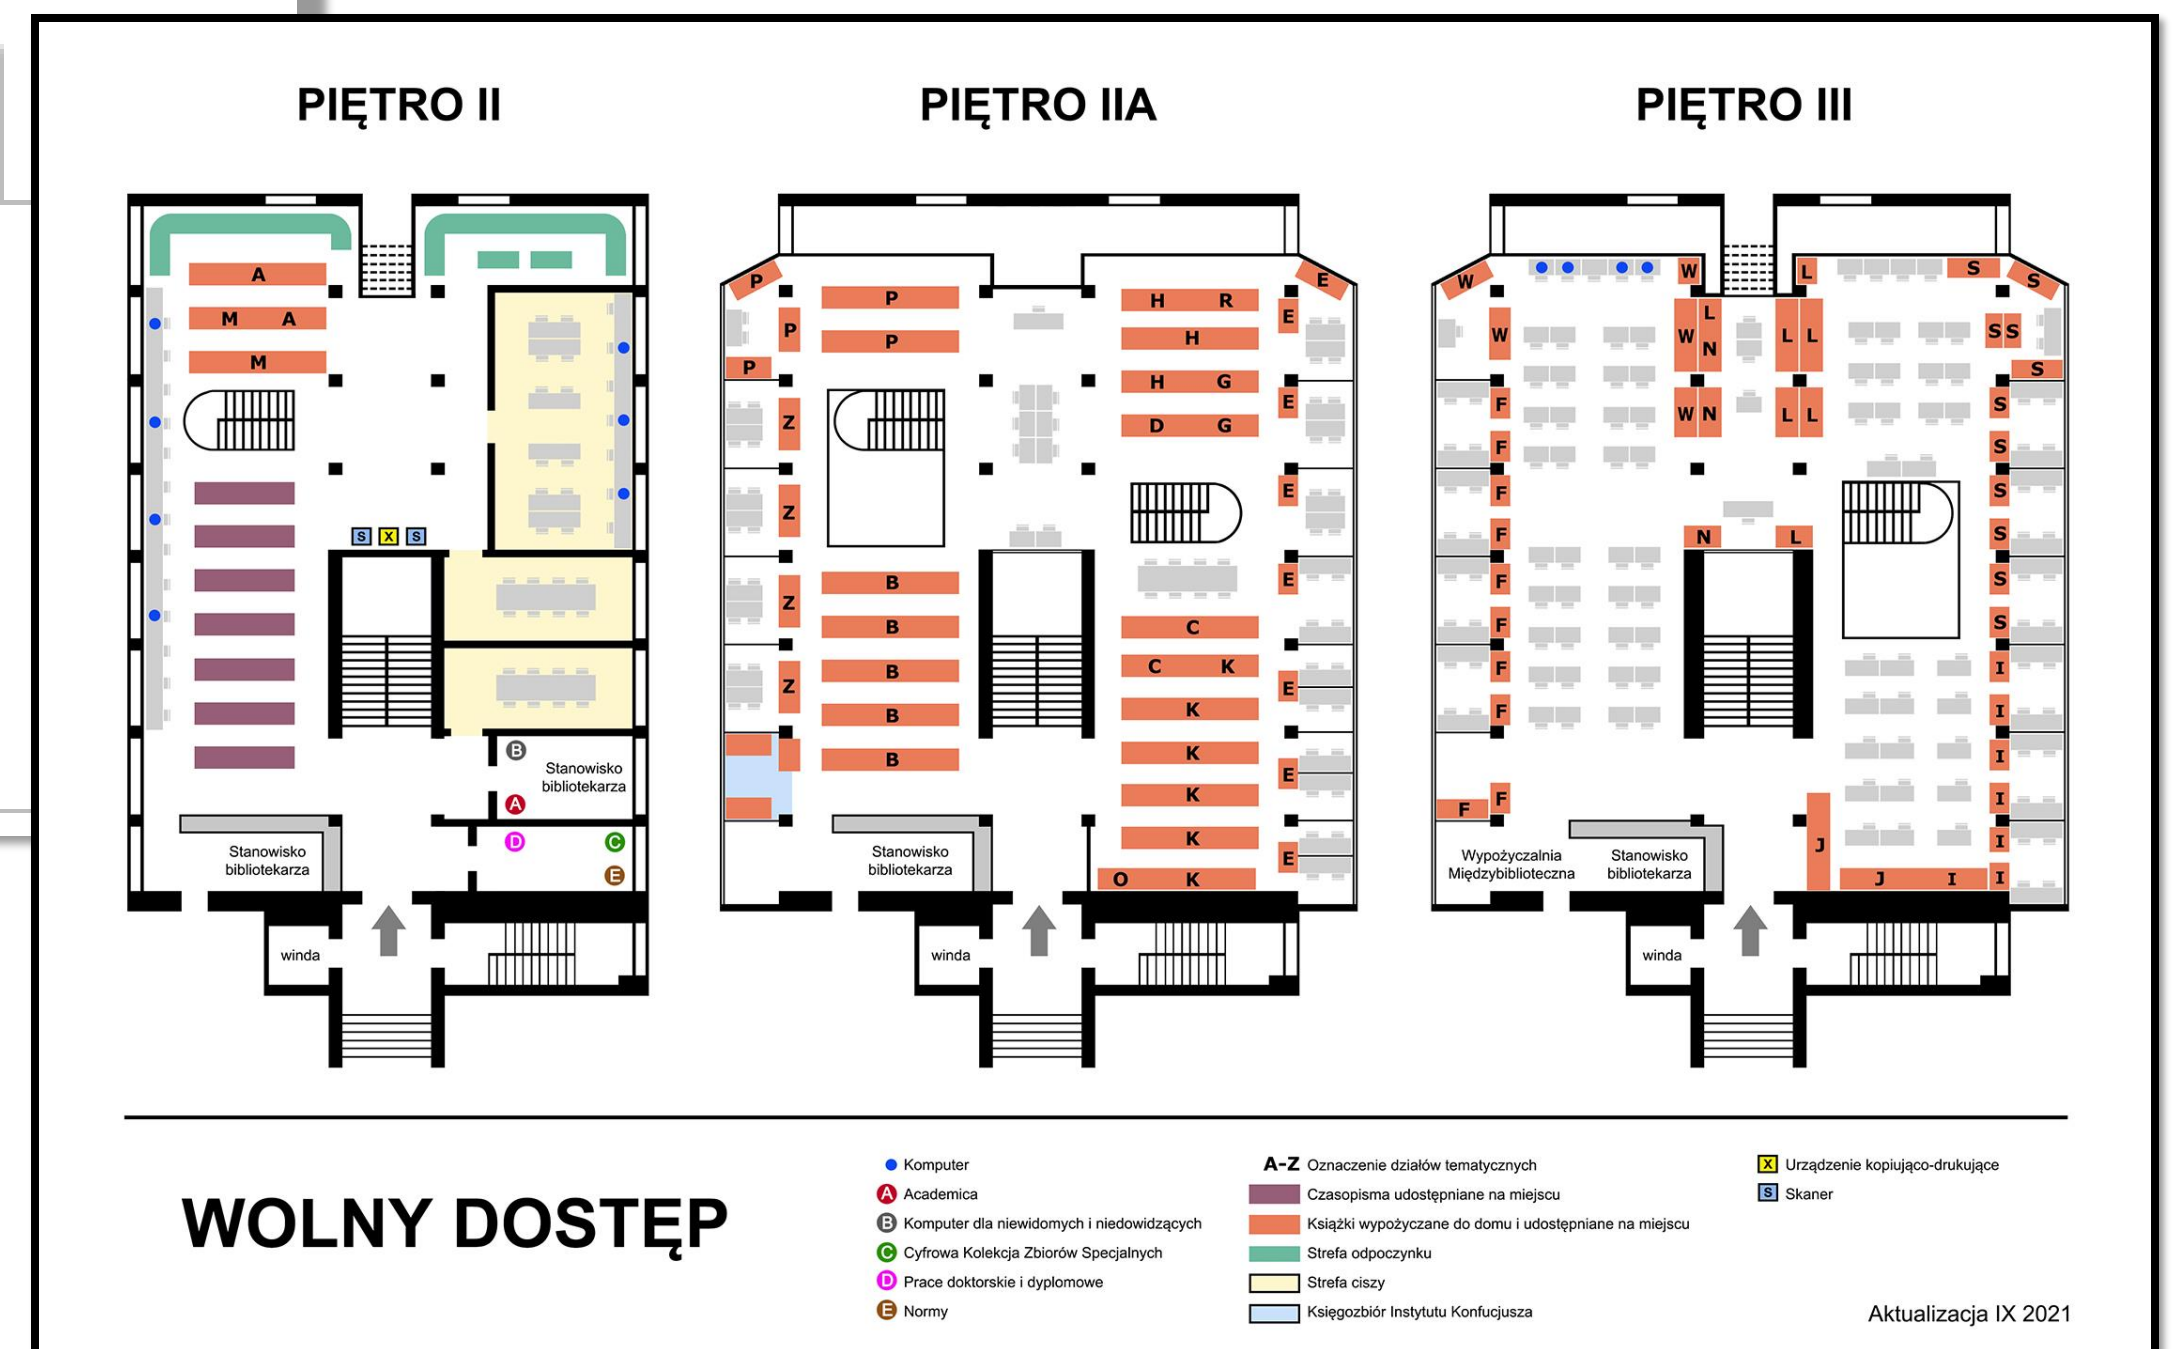 PIĘTRO II
PIĘTRO IIA
PIĘTRO III
A
M A
M
S X S
B
Stanowisko
bibliotekarza
A
D
C
E
Stanowisko
bibliotekarza
winda
P
P
P
P
P
Z
Z
Z
Z
B
B
B
B
B
H R
H
H G
D G
E
E
E
E
E
E
E
E
C
C K
K
K
K
K
O K
Stanowisko
bibliotekarza
winda
W
W
W
W
L
N
W N
L
L L
L L
S
S
S S
S
F
F
F
F
F
F
F
F
F
F
N
L
S
S
S
S
S
S
I
I
I
I
I
I
J
J I
Wypożyczalnia
Międzybiblioteczna
Stanowisko
bibliotekarza
winda
WOLNY DOSTĘP
Komputer
A Academica
B Komputer dla niewidomych i niedowidzących
C Cyfrowa Kolekcja Zbiorów Specjalnych
D Prace doktorskie i dyplomowe
E Normy
A-Z Oznaczenie działów tematycznych
Czasopisma udostępniane na miejscu
Książki wypożyczane do domu i udostępniane na miejscu
Strefa odpoczynku
Strefa ciszy
Księgozbiór Instytutu Konfucjusza
X Urządzenie kopiująco-drukujące
S Skaner
Aktualizacja IX 2021